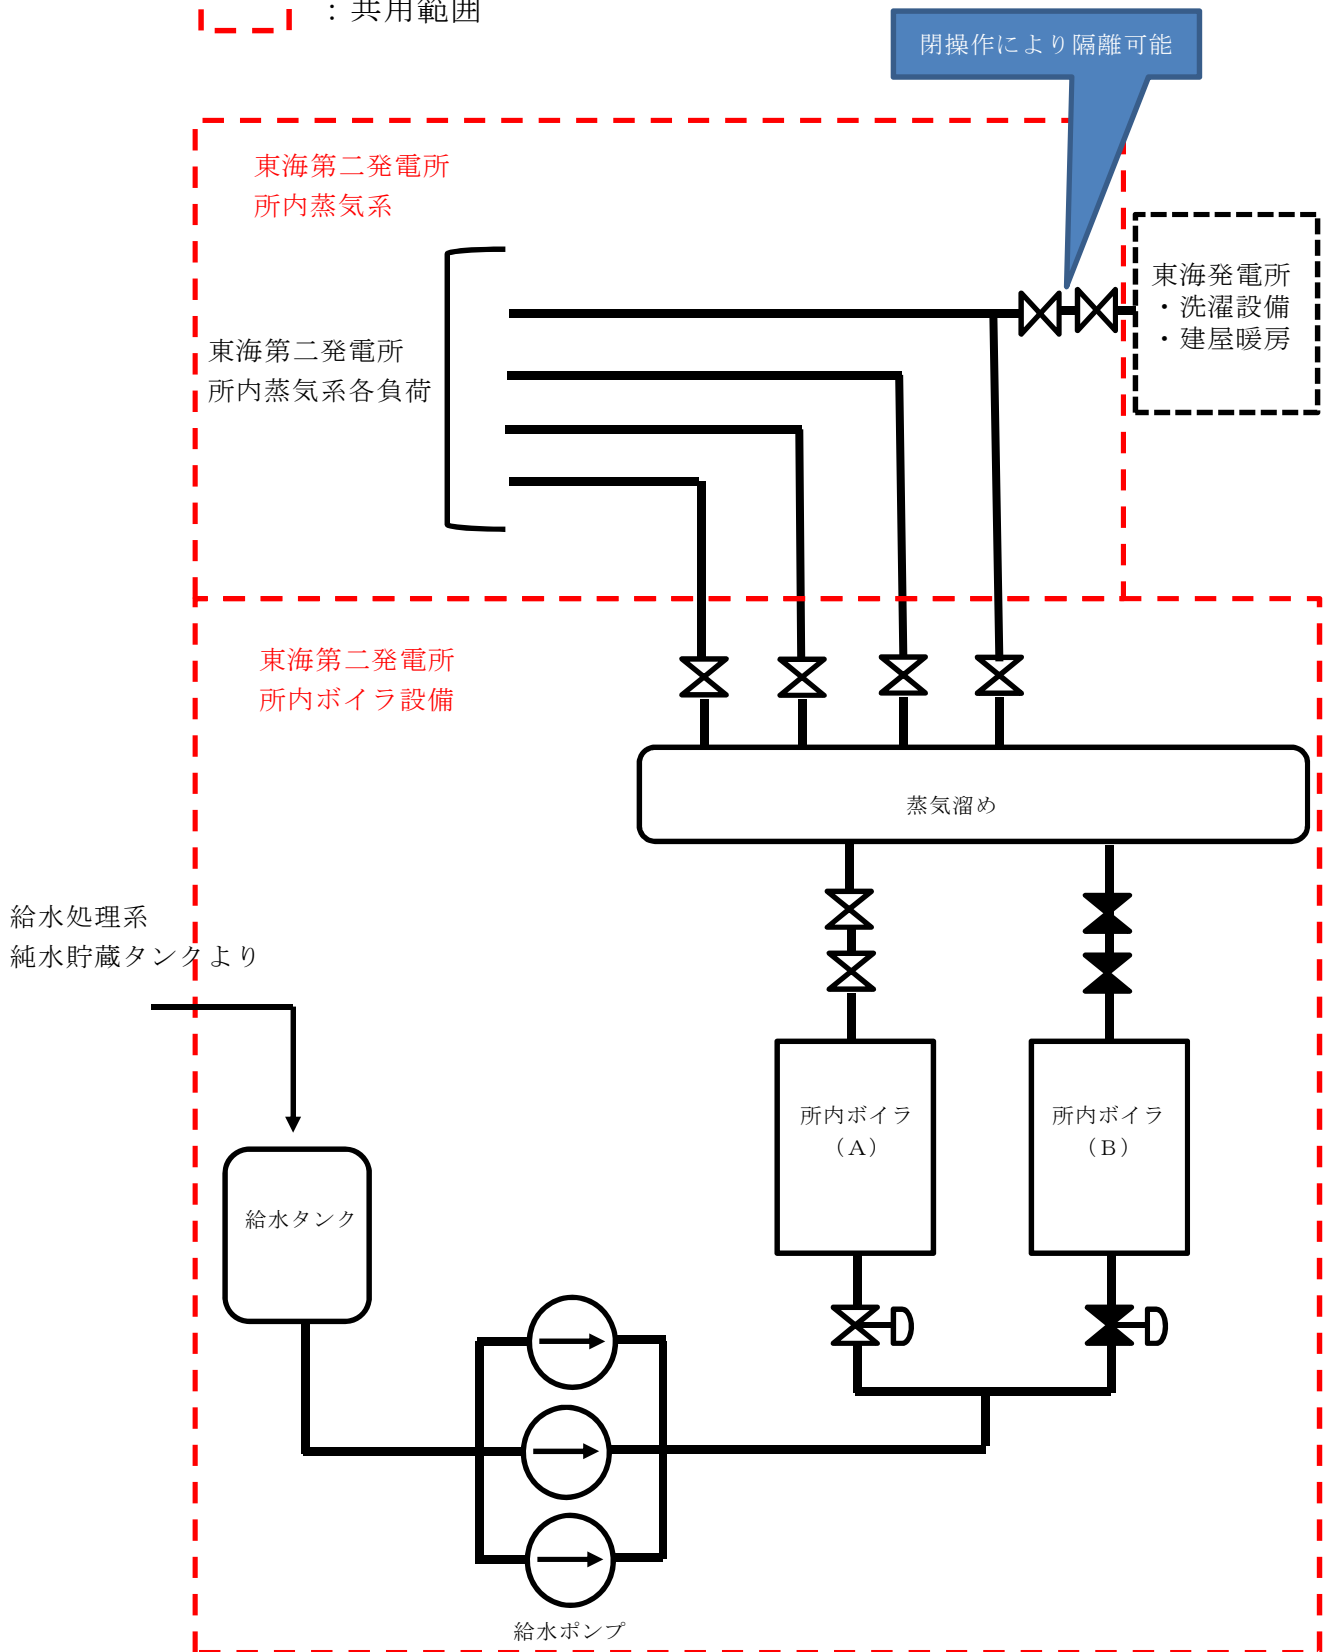 ：共用範囲
閉操作により隔離可能
東海第二発電所
所内蒸気系
東海発電所
・洗濯設備
・建屋暖房
東海第二発電所
所内蒸気系各負荷
東海第二発電所
所内ボイラ設備
蒸気溜め
給水処理系
純水貯蔵タンクより
所内ボイラ
（A）
所内ボイラ
（B）
給水タンク
給水ポンプ